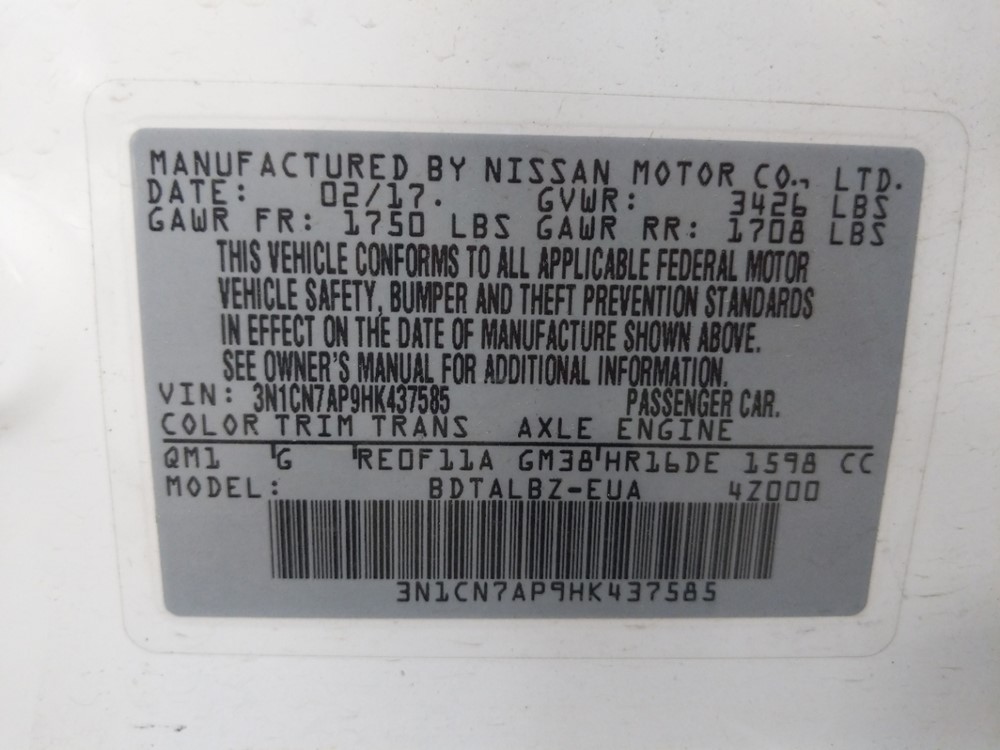 MANUFACTURED BY NISSAN MOTOR CO., LTD.
DATE: 02/17. GVWR: 3426 LBS
GAWR FR: 1750 LBS GAWR RR: 1708 LBS
THIS VEHICLE CONFORMS TO ALL APPLICABLE FEDERAL MOTOR
VEHICLE SAFETY, BUMPER AND THEFT PREVENTION STANDARDS
IN EFFECT ON THE DATE OF MANUFACTURE SHOWN ABOVE.
SEE OWNER'S MANUAL FOR ADDITIONAL INFORMATION.
VIN: 3N1CN7AP9HK437585 PASSENGER CAR.
COLOR TRIM TRANS AXLE ENGINE
QM1 'G 'RE0F11A GM38'HR16DE 1598 CC
MODEL: BDTALBZ-EUA 4Z000
3N1CN7AP9HK437585